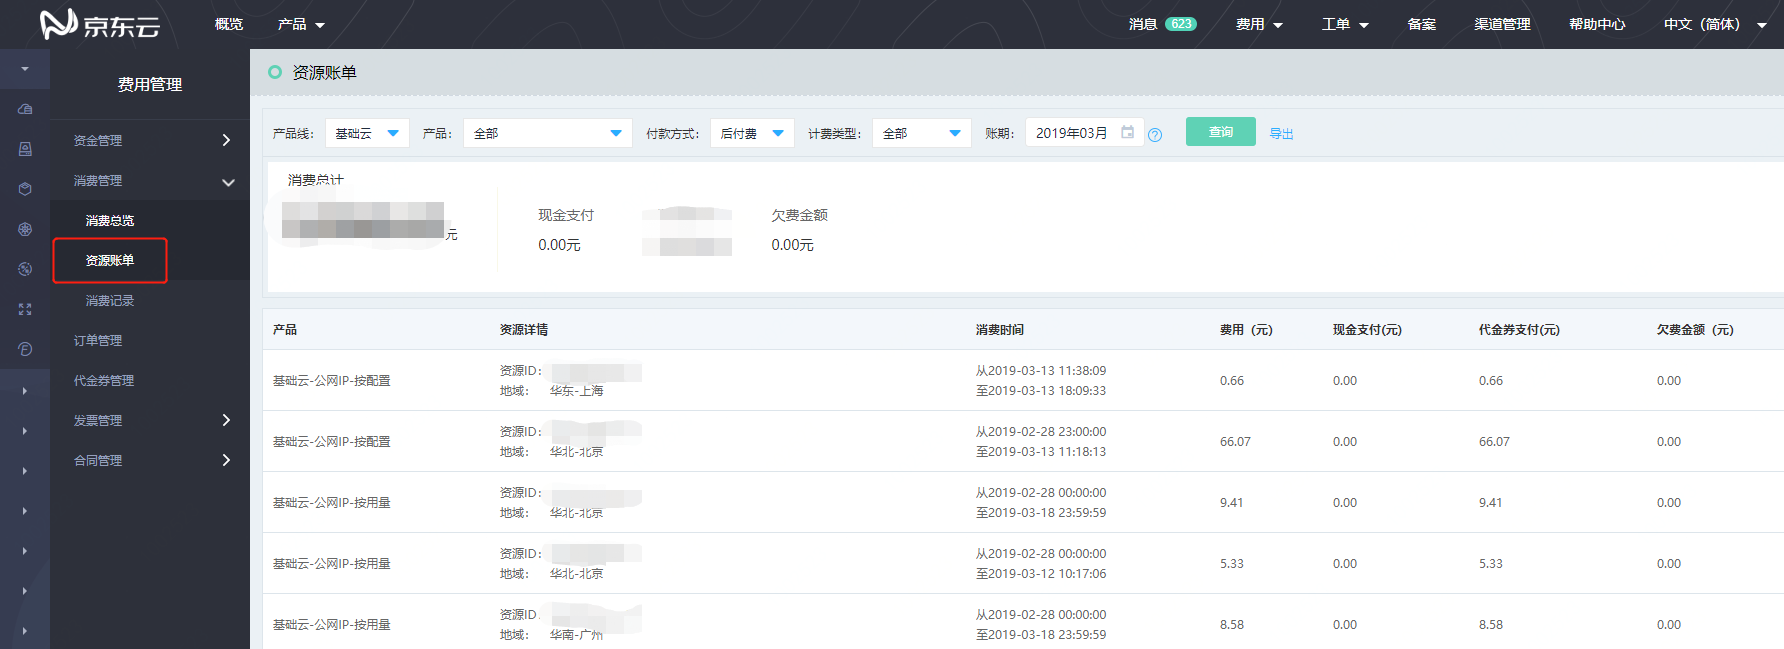 京东云 概览 产品 消息 623 费用 工单 备案 渠道管理 帮助中心 中文（简体）
费用管理
资金管理
消费管理
消费总览
资源账单
消费记录
订单管理
代金券管理
发票管理
合同管理
资源账单
产品线: 基础云 产品: 全部 付款方式: 后付费 计费类型: 全部 账期: 2019年03月 ? 查询 导出
消费总计
元
现金支付 欠费金额
0.00元 0.00元
产品 资源详情 消费时间 费用（元） 现金支付(元) 代金券支付(元) 欠费金额（元）
基础云-公网IP-按配置 资源ID: 从2019-03-13 11:38:09 0.66 0.00 0.66 0.00
地域: 华东-上海 至2019-03-13 18:09:33
基础云-公网IP-按配置 资源ID: 从2019-02-28 23:00:00 66.07 0.00 66.07 0.00
地域: 华北-北京 至2019-03-13 11:18:13
基础云-公网IP-按用量 资源ID: 从2019-02-28 00:00:00 9.41 0.00 9.41 0.00
地域: 华北-北京 至2019-03-18 23:59:59
基础云-公网IP-按用量 资源ID: 从2019-02-28 00:00:00 5.33 0.00 5.33 0.00
地域: 华北-北京 至2019-03-12 10:17:06
基础云-公网IP-按用量 资源ID 从2019-02-28 00:00:00 8.58 0.00 8.58 0.00
地域: 华南-广州 至2019-03-18 23:59:59